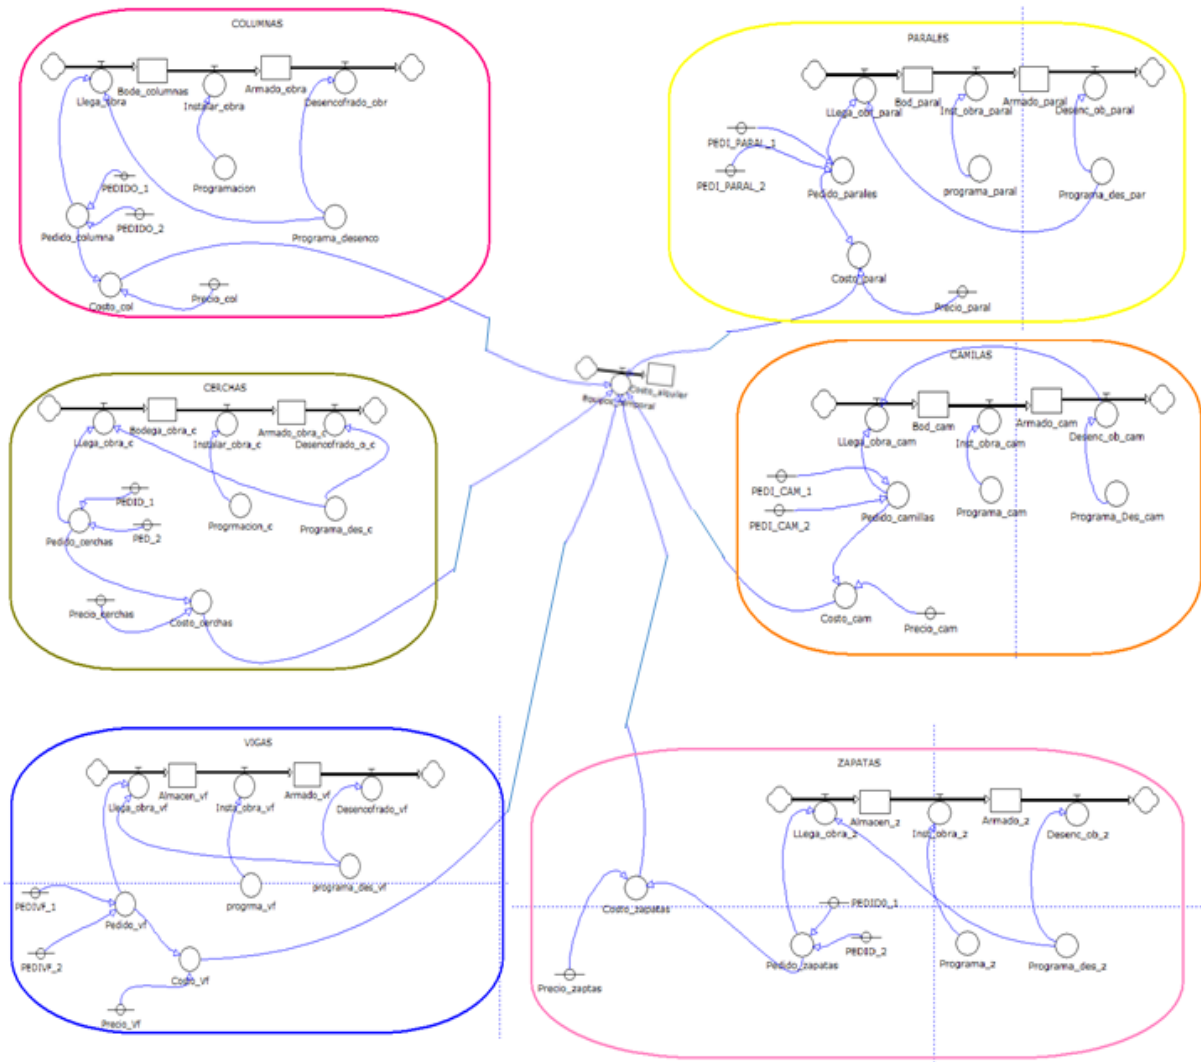 COLUMNAS
Bode_columnas
Armado_obra
Llega_obra
Instalar_obra
Desencofrado_obr
PEDIDO_1
Programacion
PEDIDO_2
Pedido_columna
Programa_desenco
Precio_col
Costo_col
PARALES
LLega_obt_paral
Bod_paral
Inst_obra_paral
Armado_paral
Desenc_ob_paral
PEDI_PARAL_1
PEDI_PARAL_2
Pedido_parales
programa_paral
Programa_des_par
Costo_paral
Precio_paral
Costo_alquiler
CERCHAS
LLega_obra_c
Bodega_obra_c
Instalar_obra_c
Armado_obra_c
Desencofrado_o_c
PEDID_1
PED_2
Pedido_cerchas
Progrmacion_c
Programa_des_c
Precio_cerchas
Costo_cerchas
CAMILAS
LLega_obra_cam
Bod_cam
Inst_obra_cam
Armado_cam
Desenc_ob_cam
PEDI_CAM_1
PEDI_CAM_2
Pedido_camillas
Programa_cam
Programa_Des_cam
Costo_cam
Precio_cam
VIGAS
Llega_obra_vf
Almacen_vf
Insta_obra_vf
Armado_vf
Desencofrado_vf
programa_des_vf
PEDIVF_1
Pedido_vf
progrma_vf
PEDIVF_2
Costo_Vf
Precio_Vf
ZAPATAS
LLega_obra_z
Almacen_z
Inst_obra_z
Armado_z
Desenc_ob_z
Costo_zapatas
PEDIDO_1
PEDID_2
Pedido_zapatas
Programa_z
Programa_des_z
Precio_zaptas